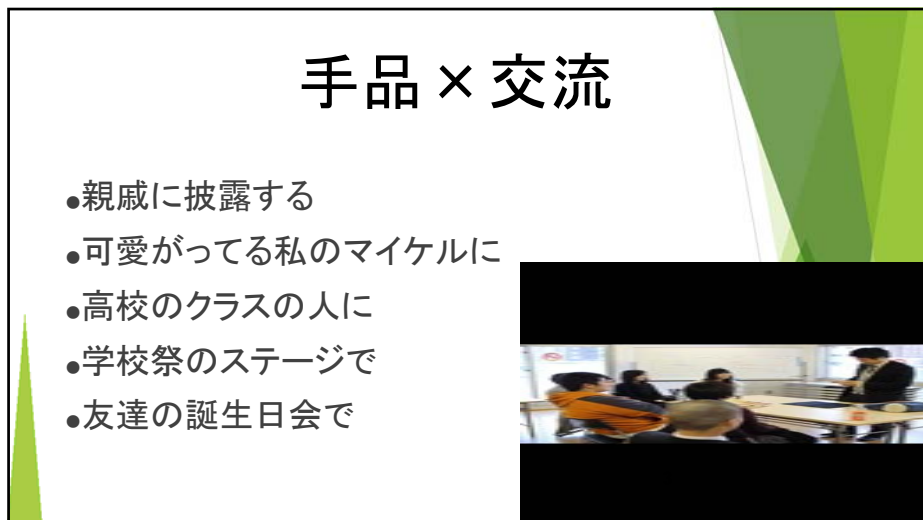 手品×交流
●親戚に披露する
●可愛がってる私のマイケルに
●高校のクラスの人に
●学校祭のステージで
●友達の誕生日会で